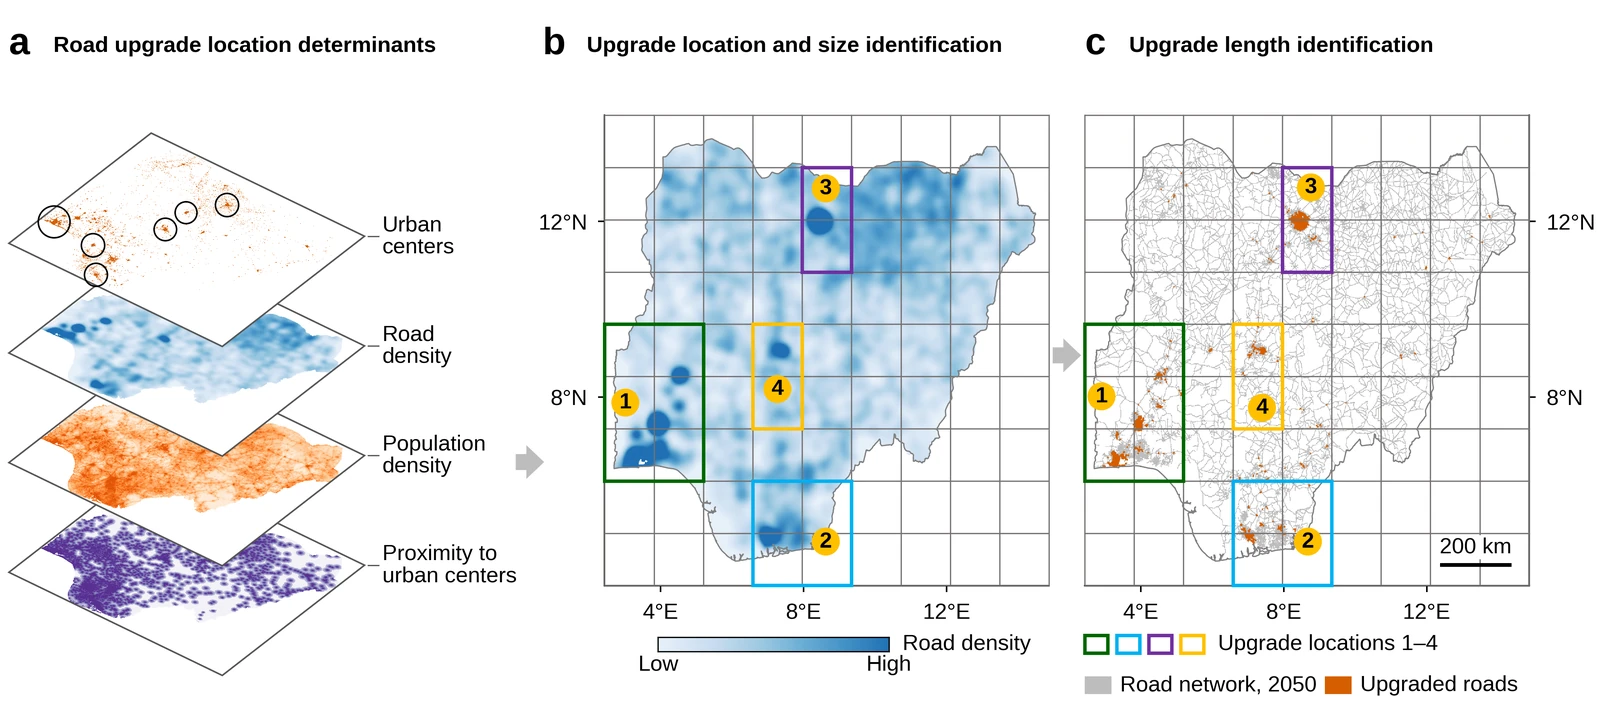 a Road upgrade location determinants
Urban
centers
Road
density
Population
density
Proximity to
urban centers
b Upgrade location and size identification
12°N
8°N
3
4
1
2
4°E 8°E 12°E
Road density
Low High
c Upgrade length identification
3
12°N
1
4
8°N
2
200 km
4°E 8°E 12°E
Upgrade locations 1–4
Road network, 2050 Upgraded roads